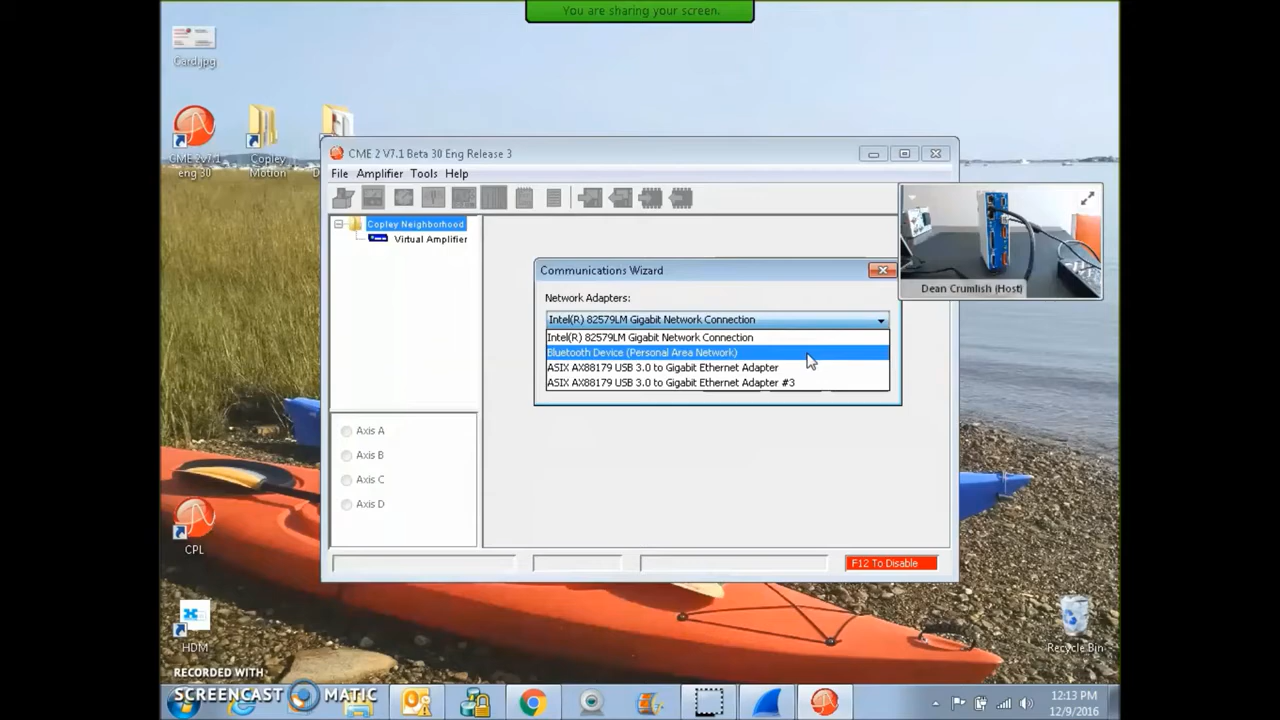 You are sharing your screen.
Card.jpg
CME 2v7.1
eng 30
Copley
Motion
CME 2 V7.1 Beta 30 Eng Release 3
File Amplifier Tools Help
Copley Neighborhood
Virtual Amplifier
Communications Wizard
Network Adapters:
Intel(R) 82579LM Gigabit Network Connection
Intel(R) 82579LM Gigabit Network Connection
Bluetooth Device (Personal Area Network)
ASIX AX88179 USB 3.0 to Gigabit Ethernet Adapter
ASIX AX88179 USB 3.0 to Gigabit Ethernet Adapter #3
Dean Crumlish (Host)
Axis A
Axis B
Axis C
Axis D
F12 To Disable
CPL
HDM
Recycle Bin
RECORDED WITH
SCREENCAST MATIC
12:13 PM
12/9/2016